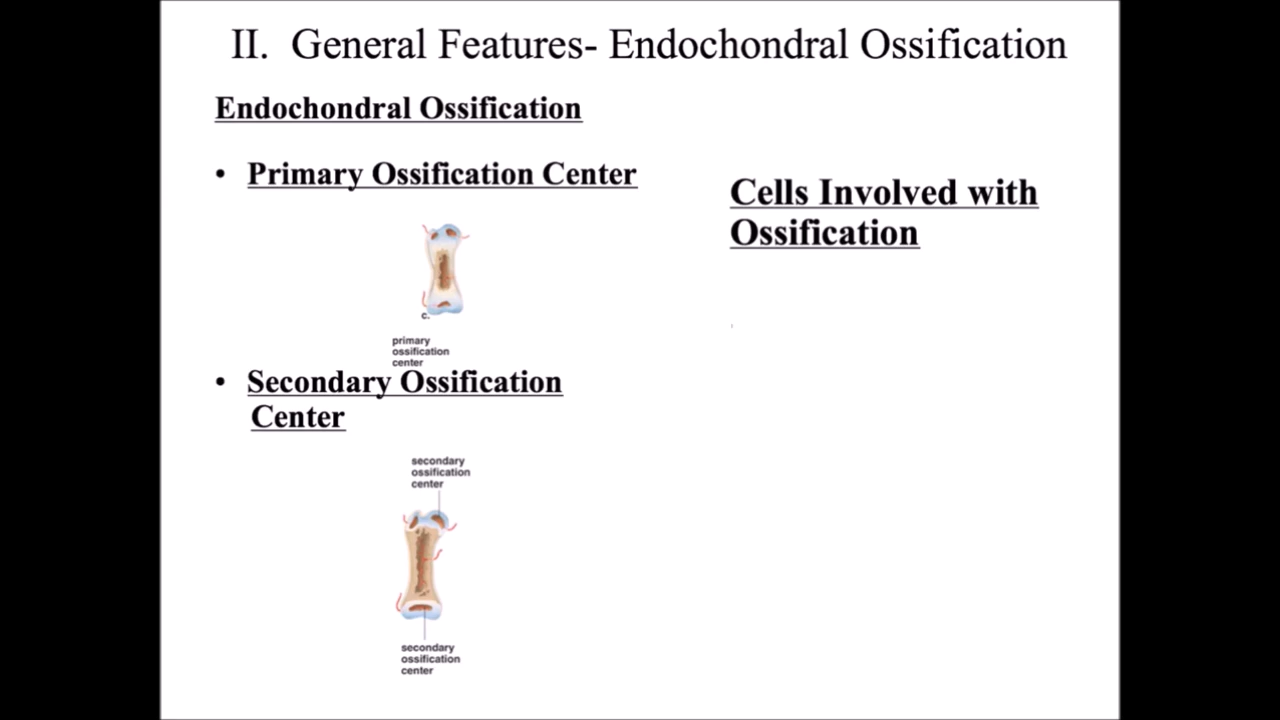 II. General Features- Endochondral Ossification
Endochondral Ossification
• Primary Ossification Center
c.
primary
ossification
center
• Secondary Ossification
Center
secondary
ossification
center
secondary
ossification
center
Cells Involved with
Ossification